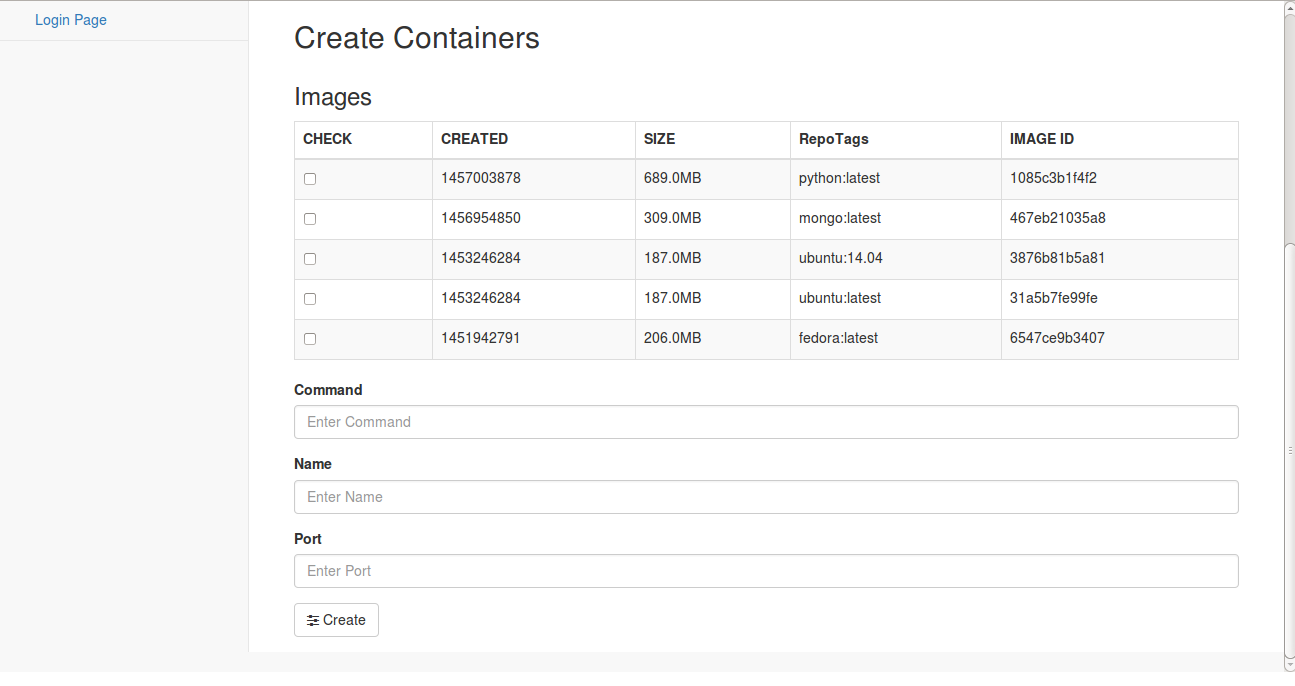 Login Page
Create Containers
Images
CHECK CREATED SIZE RepoTags IMAGE ID
1457003878 689.0MB python:latest 1085c3b1f4f2
1456954850 309.0MB mongo:latest 467eb21035a8
1453246284 187.0MB ubuntu:14.04 3876b81b5a81
1453246284 187.0MB ubuntu:latest 31a5b7fe99fe
1451942791 206.0MB fedora:latest 6547ce9b3407
Command
Enter Command
Name
Enter Name
Port
Enter Port
Create